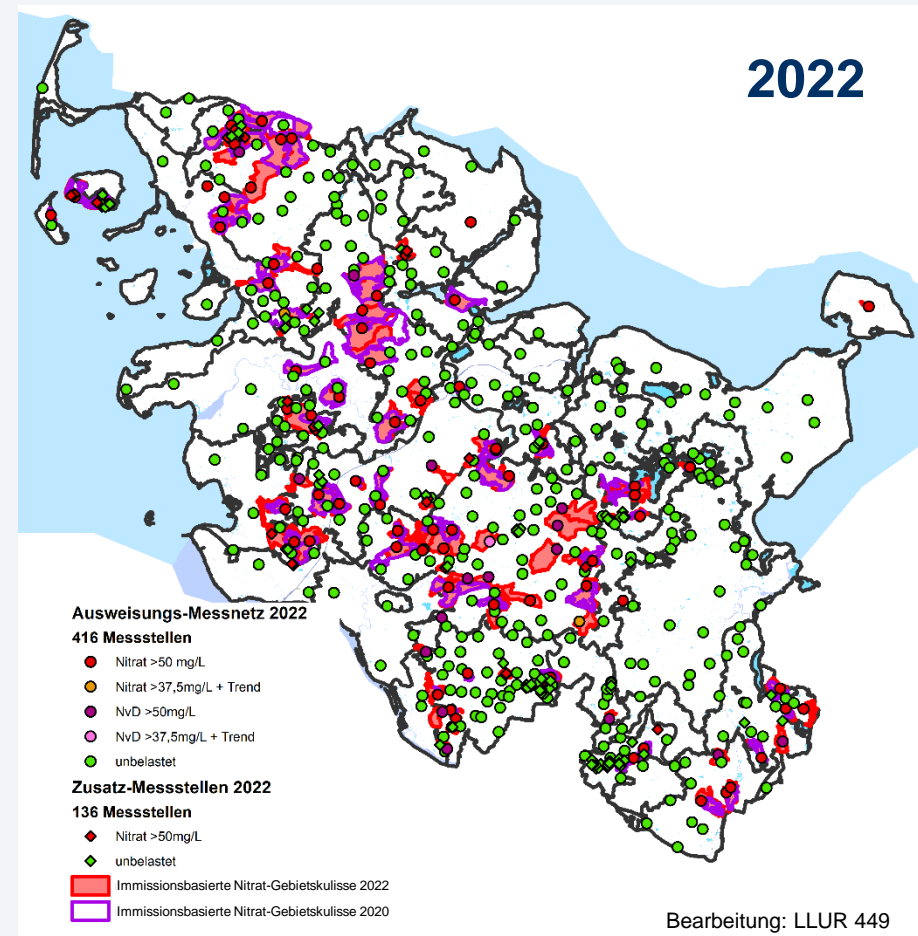 2022
Ausweisungs-Messnetz 2022
416 Messstellen
Nitrat >50 mg/L
Nitrat >37,5mg/L + Trend
NvD >50mg/L
NvD >37,5mg/L + Trend
unbelastet
Zusatz-Messstellen 2022
136 Messstellen
Nitrat >50mg/L
unbelastet
Immissionsbasierte Nitrat-Gebietskulisse 2022
Immissionsbasierte Nitrat-Gebietskulisse 2020
Bearbeitung: LLUR 449